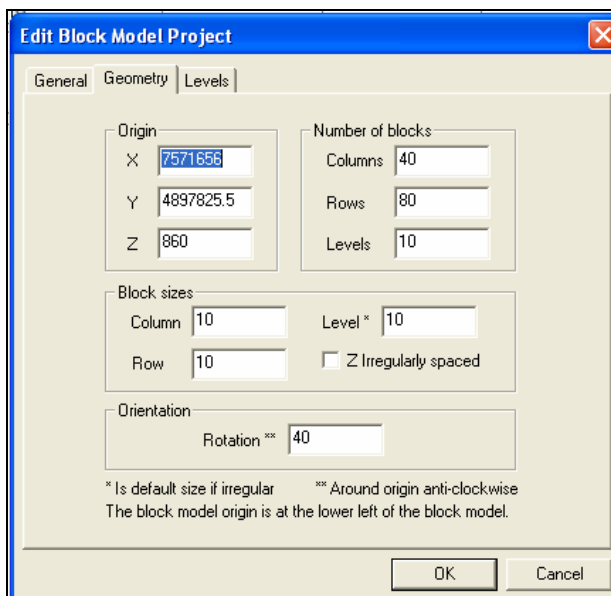 Edit Block Model Project
General Geometry Levels
Origin
X 7571656
Y 4897825.5
Z 860
Number of blocks
Columns 40
Rows 80
Levels 10
Block sizes
Column 10 Level * 10
Row 10 Z Irregularly spaced
Orientation
Rotation ** 40
* Is default size if irregular ** Around origin anti-clockwise
The block model origin is at the lower left of the block model.
OK Cancel